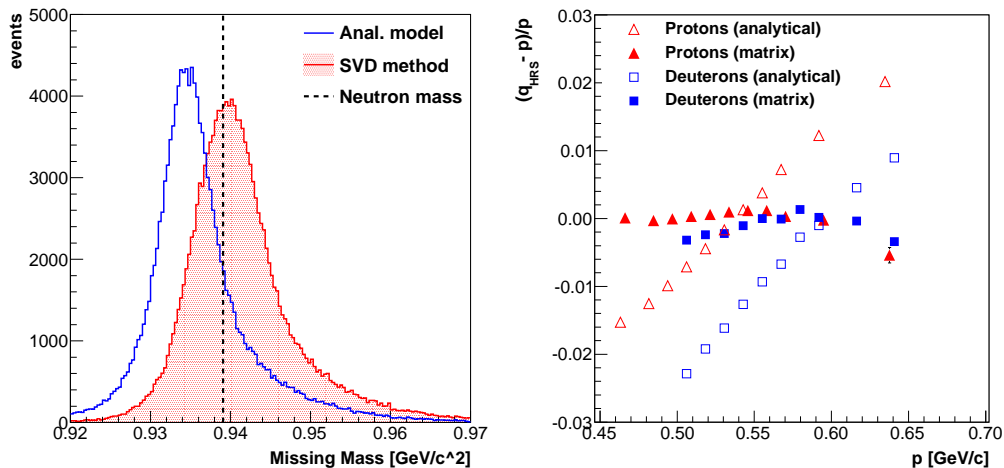 events
5000
4000
3000
2000
1000
0
0.92
0.93
0.94
0.95
0.96
0.97
Missing Mass [GeV/c^2]
Anal. model
SVD method
Neutron mass
(q_HRS - p)/p
0.03
0.02
0.01
0.00
-0.01
-0.02
-0.03
0.45
0.50
0.55
0.60
0.65
0.70
p [GeV/c]
Protons (analytical)
Protons (matrix)
Deuterons (analytical)
Deuterons (matrix)